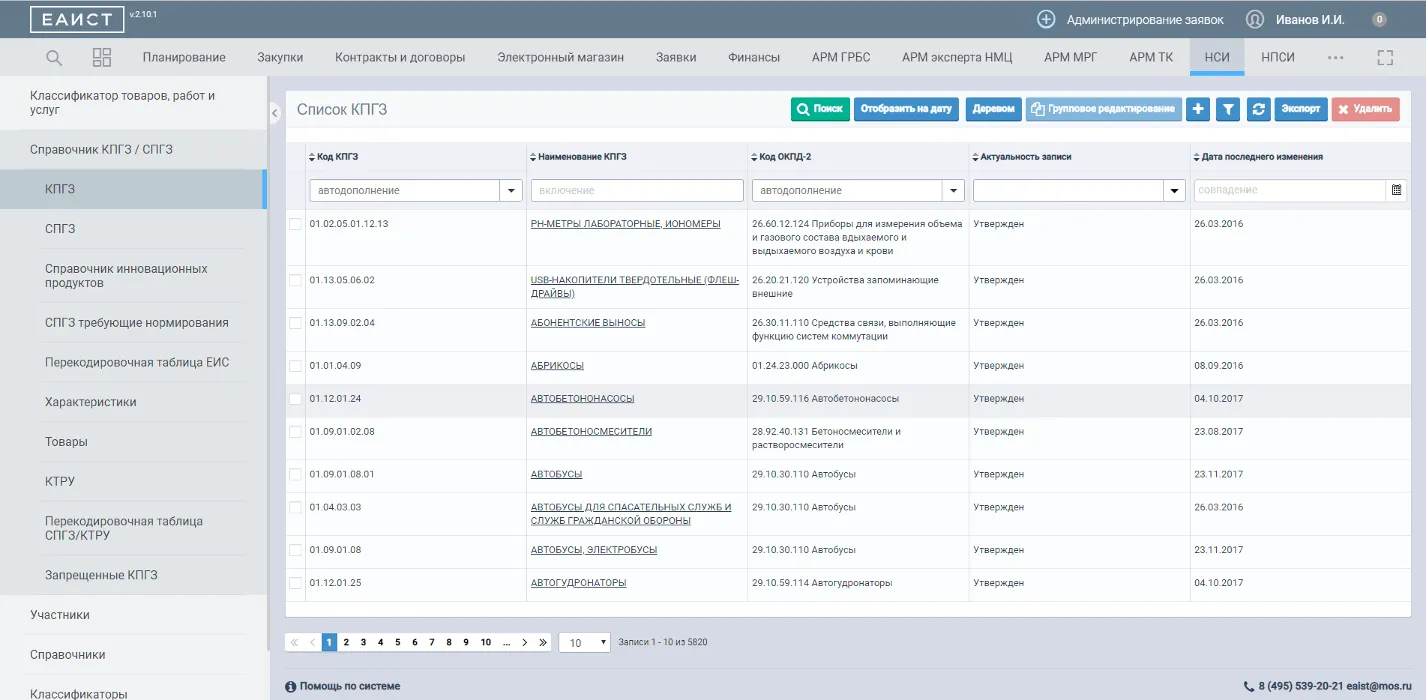 ЕАИСТ v.2.10.1
Администрирование заявок Иванов И.И. 0
Планирование Закупки Контракты и договоры Электронный магазин Заявки Финансы АРМ ГРБС АРМ эксперта НМЦ АРМ МРГ АРМ ТК НСИ НПСИ
Классификатор товаров, работ и
услуг
Справочник КПГЗ / СПГЗ
КПГЗ
СПГЗ
Справочник инновационных
продуктов
СПГЗ требующие нормирования
Перекодировочная таблица ЕИС
Характеристики
Товары
КТРУ
Перекодировочная таблица
СПГЗ/КТРУ
Запрещенные КПГЗ
Участники
Справочники
Классификаторы
Список КПГЗ
Поиск Отобразить на дату Деревом Групповое редактирование Экспорт Удалить
Код КПГЗ Наименование КПГЗ Код ОКПД-2 Актуальность записи Дата последнего изменения
автодополнение включение автодополнение совпадение
01.02.05.01.12.13 PH-МЕТРЫ ЛАБОРАТОРНЫЕ, ИОНОМЕРЫ 26.60.12.124 Приборы для измерения объема Утвержден 26.03.2016
и газового состава вдыхаемого и
выдыхаемого воздуха и крови
01.13.05.06.02 USB-НАКОПИТЕЛИ ТВЕРДОТЕЛЬНЫЕ (ФЛЕШ- 26.20.21.120 Устройства запоминающие Утвержден 26.03.2016
ДРАЙВЫ) внешние
01.13.09.02.04 АБОНЕНТСКИЕ ВЫНОСЫ 26.30.11.110 Средства связи, выполняющие Утвержден 26.03.2016
функцию систем коммутации
01.01.04.09 АБРИКОСЫ 01.24.23.000 Абрикосы Утвержден 08.09.2016
01.12.01.24 АВТОБЕТОНОНАСОСЫ 29.10.59.116 Автобетононасосы Утвержден 04.10.2017
01.09.01.02.08 АВТОБЕТОНОСМЕСИТЕЛИ 28.92.40.131 Бетоносмесители и Утвержден 23.08.2017
растворосмесители
01.09.01.08.01 АВТОБУСЫ 29.10.30.110 Автобусы Утвержден 23.11.2017
01.04.03.03 АВТОБУСЫ ДЛЯ СПАСАТЕЛЬНЫХ СЛУЖБ И 29.10.30.110 Автобусы Утвержден 26.03.2016
СЛУЖБ ГРАЖДАНСКОЙ ОБОРОНЫ
01.09.01.08 АВТОБУСЫ, ЭЛЕКТРОБУСЫ 29.10.30.110 Автобусы Утвержден 23.11.2017
01.12.01.25 АВТОГУДРОНАТОРЫ 29.10.59.114 Автогудронаторы Утвержден 04.10.2017
« ‹ 1 2 3 4 5 6 7 8 9 10 ... › » 10 Записи 1 - 10 из 5820
Помощь по системе 8 (495) 539-20-21 eaist@mos.ru